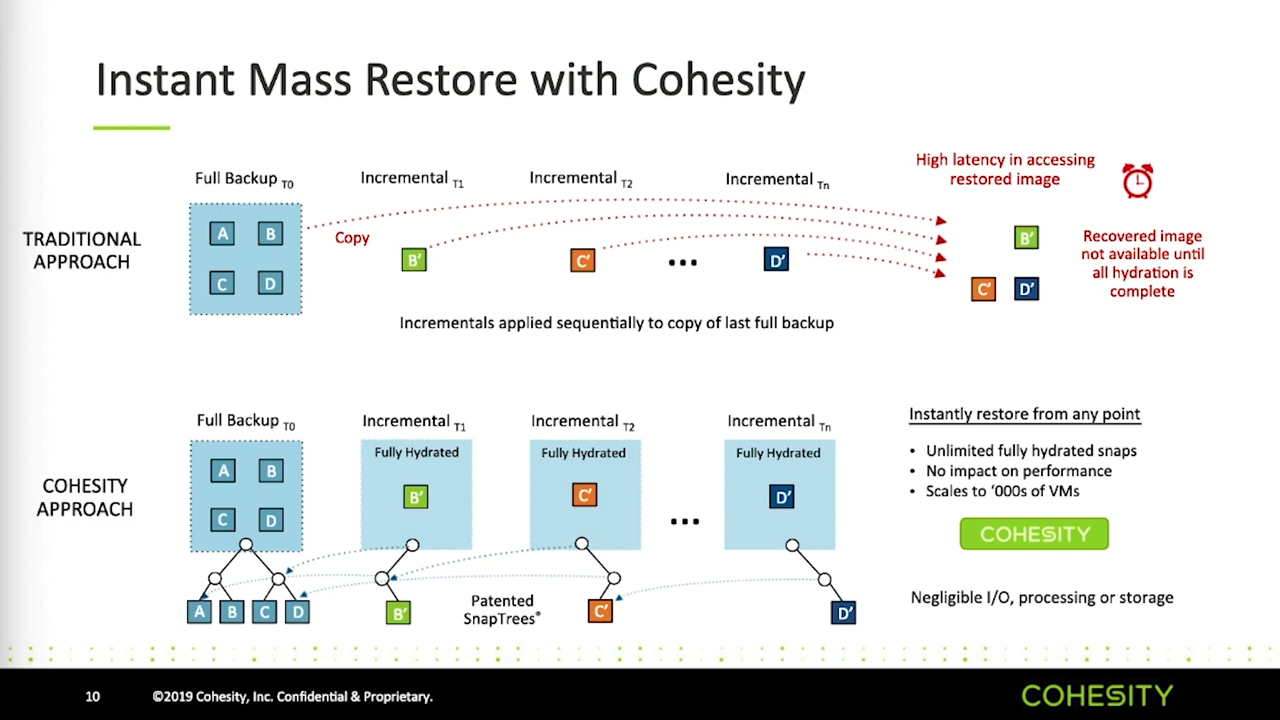 Instant Mass Restore with Cohesity
TRADITIONAL
APPROACH
Full Backup T0
Incremental T1
Incremental T2
Incremental Tn
A
B
C
D
Copy
B’
C’
...
D’
Incrementals applied sequentially to copy of last full backup
High latency in accessing
restored image
B’
C’
D’
Recovered image
not available until
all hydration is
complete
COHESITY
APPROACH
Full Backup T0
Incremental T1
Incremental T2
Incremental Tn
A
B
C
D
Fully Hydrated
B’
Fully Hydrated
C’
...
Fully Hydrated
D’
A
B
C
D
B’
Patented
SnapTrees®
C’
D’
Instantly restore from any point
• Unlimited fully hydrated snaps
• No impact on performance
• Scales to ‘000s of VMs
COHESITY
Negligible I/O, processing or storage
10
©2019 Cohesity, Inc. Confidential & Proprietary.
COHESITY